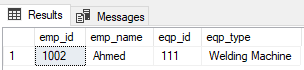 Results Messages
emp_id emp_name eqp_id eqp_type
1 1002 Ahmed 111 Welding Machine